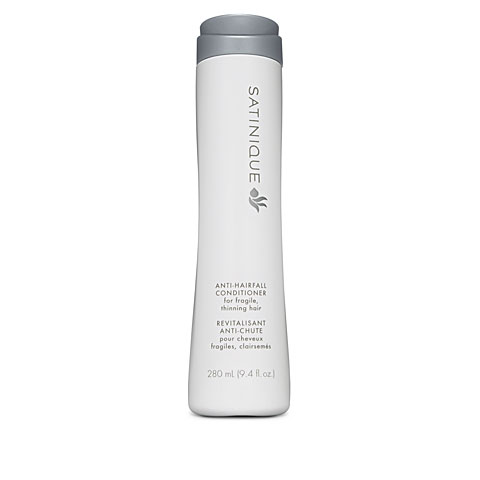 SATINIQUE
ANTI-HAIRFALL
CONDITIONER
for fragile,
thinning hair
REVITALISANT
ANTI-CHUTE
pour cheveux
fragiles, clairsemés
280 mL (9.4 fl. oz.)